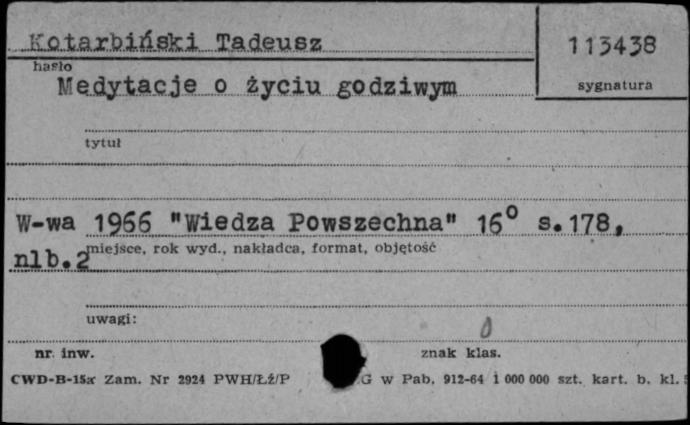 Kotarbiński Tadeusz
113438
hasło
sygnatura
Medytacje o życiu godziwym
tytuł
W-wa 1966 "Wiedza Powszechna" 16° s.178,
miejsce, rok wyd., nakładca, format, objętość
nlb.2
uwagi:
nr. inw.
znak klas.
CWD-B-15x Zam. Nr 2924 PWH/Łź/P G w Pab, 912-64 1 000 000 szt. kart. b. kl.